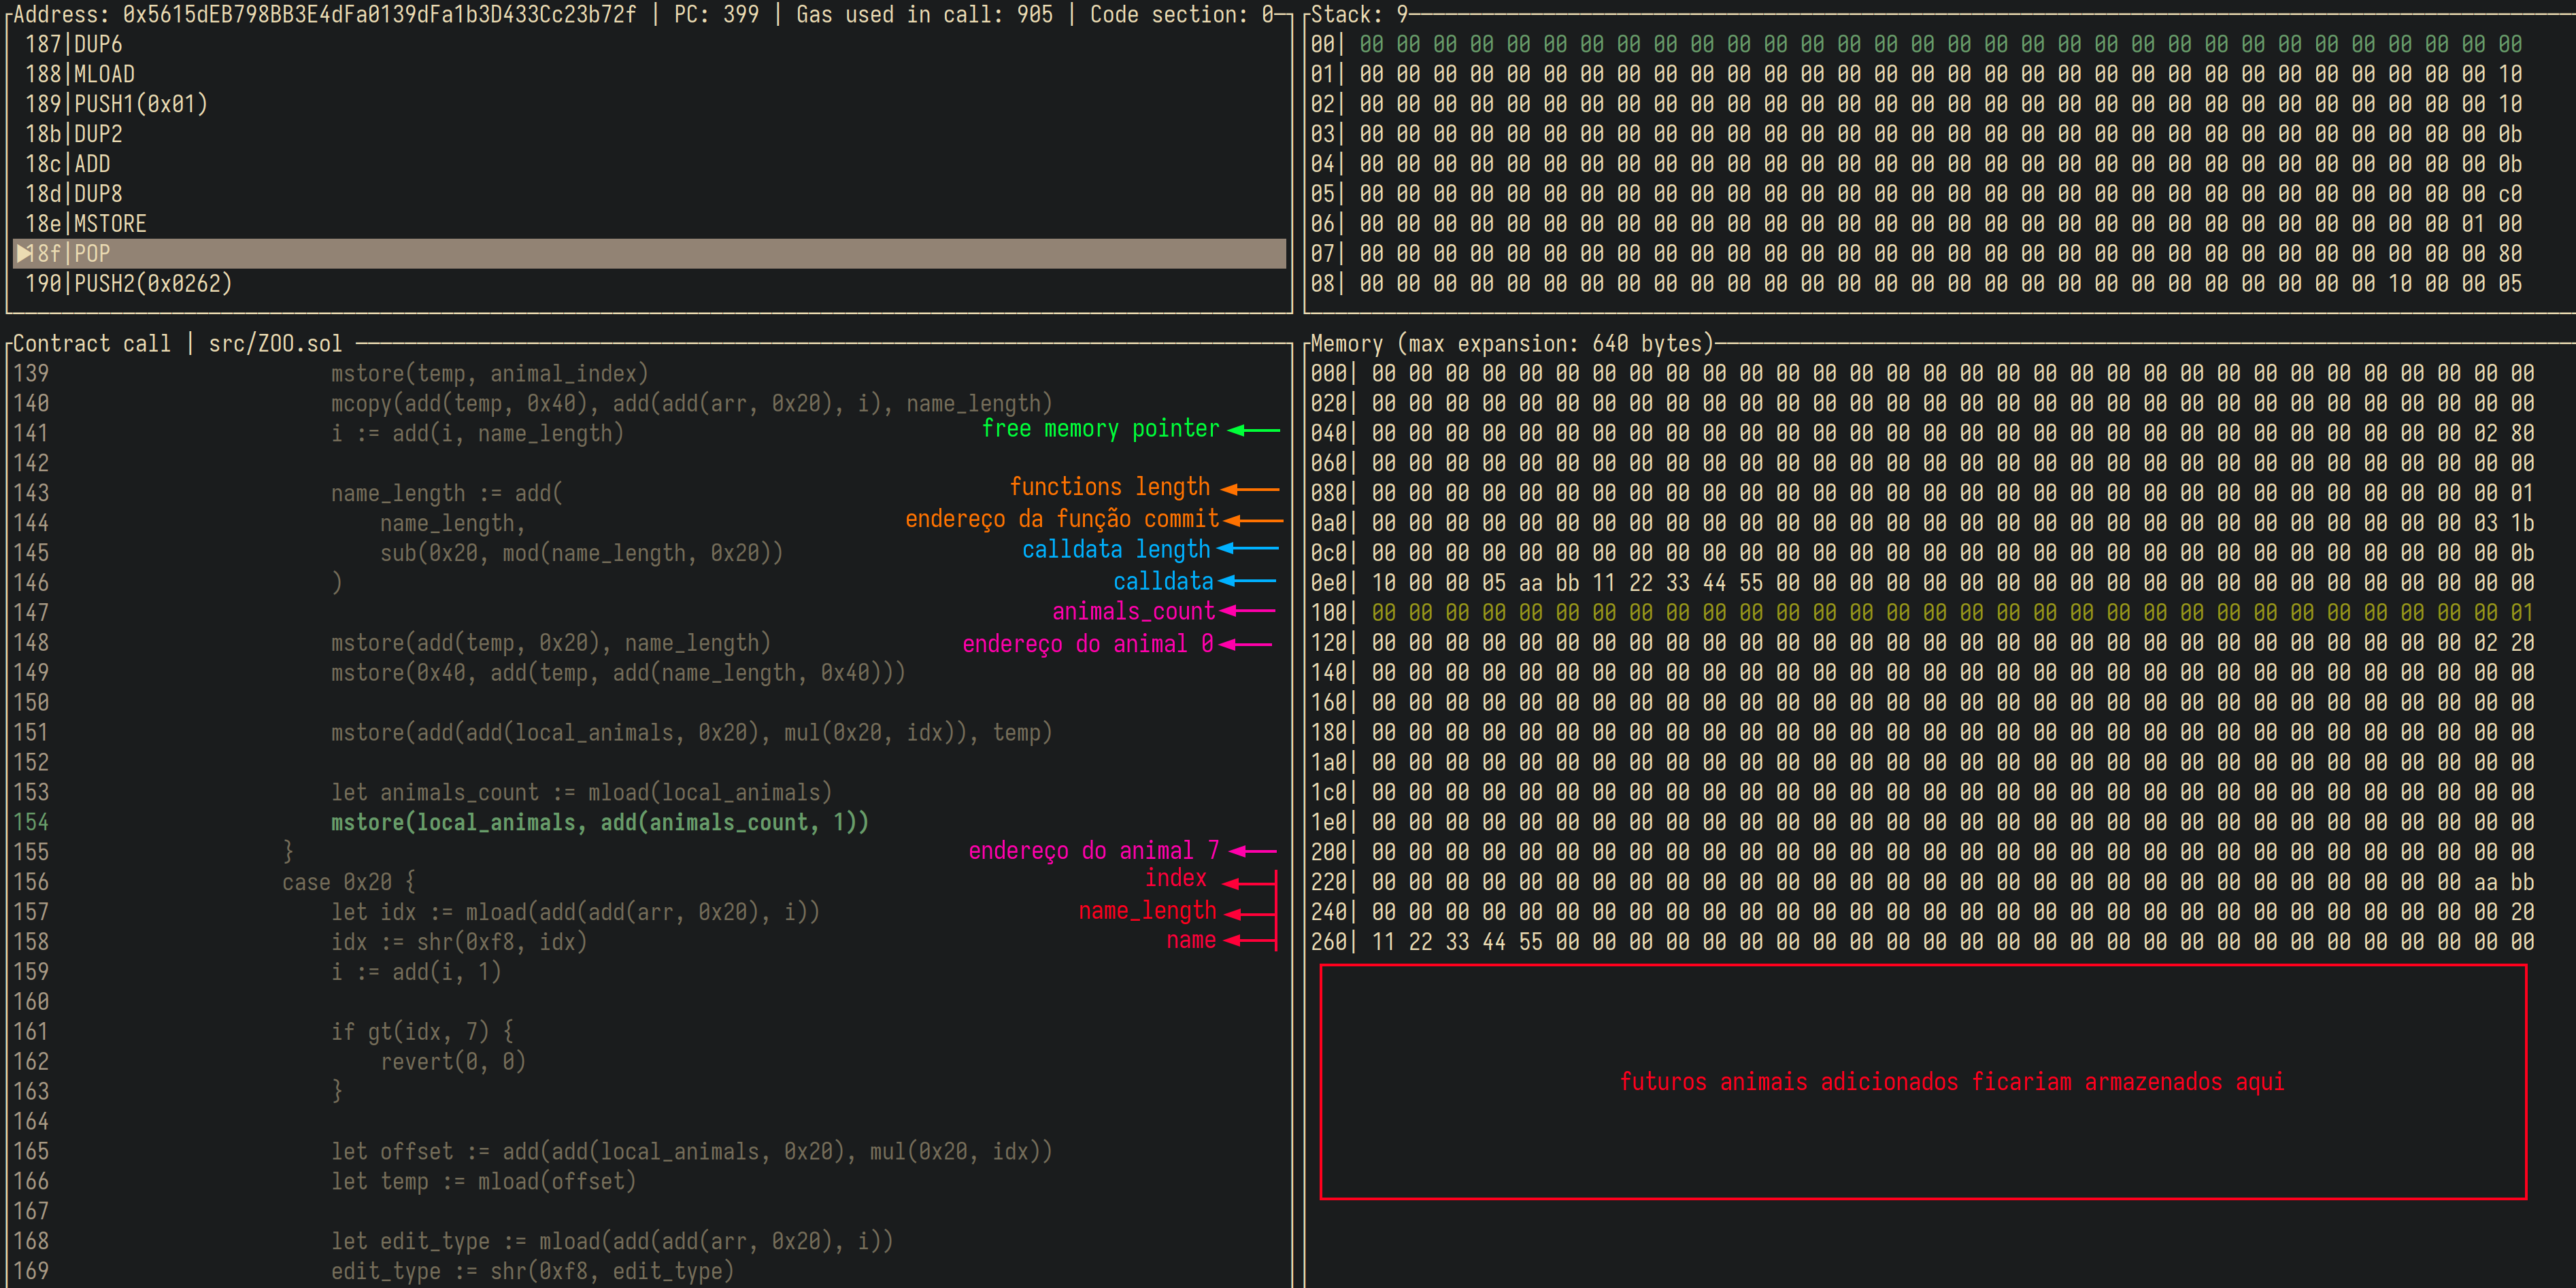 Address: 0x5615dEB798BB3E4dFa0139dFa1b3D433Cc23b72f | PC: 399 | Gas used in call: 905 | Code section: 0
187|DUP6
188|MLOAD
189|PUSH1(0x01)
18b|DUP2
18c|ADD
18d|DUP8
18e|MSTORE
▶18f|POP
190|PUSH2(0x0262)
Stack: 9
00| 00 00 00 00 00 00 00 00 00 00 00 00 00 00 00 00 00 00 00 00 00 00 00 00 00 00 00 00 00 00 00 00
01| 00 00 00 00 00 00 00 00 00 00 00 00 00 00 00 00 00 00 00 00 00 00 00 00 00 00 00 00 00 00 00 10
02| 00 00 00 00 00 00 00 00 00 00 00 00 00 00 00 00 00 00 00 00 00 00 00 00 00 00 00 00 00 00 00 10
03| 00 00 00 00 00 00 00 00 00 00 00 00 00 00 00 00 00 00 00 00 00 00 00 00 00 00 00 00 00 00 00 0b
04| 00 00 00 00 00 00 00 00 00 00 00 00 00 00 00 00 00 00 00 00 00 00 00 00 00 00 00 00 00 00 00 0b
05| 00 00 00 00 00 00 00 00 00 00 00 00 00 00 00 00 00 00 00 00 00 00 00 00 00 00 00 00 00 00 00 c0
06| 00 00 00 00 00 00 00 00 00 00 00 00 00 00 00 00 00 00 00 00 00 00 00 00 00 00 00 00 00 00 01 00
07| 00 00 00 00 00 00 00 00 00 00 00 00 00 00 00 00 00 00 00 00 00 00 00 00 00 00 00 00 00 00 00 80
08| 00 00 00 00 00 00 00 00 00 00 00 00 00 00 00 00 00 00 00 00 00 00 00 00 00 00 00 00 10 00 00 05
Contract call | src/ZOO.sol
139 mstore(temp, animal_index)
140 mcopy(add(temp, 0x40), add(add(arr, 0x20), i), name_length)
141 i := add(i, name_length)
142
143 name_length := add(
144 name_length,
145 sub(0x20, mod(name_length, 0x20))
146 )
147
148 mstore(add(temp, 0x20), name_length)
149 mstore(0x40, add(temp, add(name_length, 0x40)))
150
151 mstore(add(add(local_animals, 0x20), mul(0x20, idx)), temp)
152
153 let animals_count := mload(local_animals)
154 mstore(local_animals, add(animals_count, 1))
155 }
156 case 0x20 {
157 let idx := mload(add(add(arr, 0x20), i))
158 idx := shr(0xf8, idx)
159 i := add(i, 1)
160
161 if gt(idx, 7) {
162 revert(0, 0)
163 }
164
165 let offset := add(add(local_animals, 0x20), mul(0x20, idx))
166 let temp := mload(offset)
167
168 let edit_type := mload(add(add(arr, 0x20), i))
169 edit_type := shr(0xf8, edit_type)
free memory pointer
functions length
endereço da função commit
calldata length
calldata
animals_count
endereço do animal 0
endereço do animal 7
index
name_length
name
Memory (max expansion: 640 bytes)
000| 00 00 00 00 00 00 00 00 00 00 00 00 00 00 00 00 00 00 00 00 00 00 00 00 00 00 00 00 00 00 00 00
020| 00 00 00 00 00 00 00 00 00 00 00 00 00 00 00 00 00 00 00 00 00 00 00 00 00 00 00 00 00 00 00 00
040| 00 00 00 00 00 00 00 00 00 00 00 00 00 00 00 00 00 00 00 00 00 00 00 00 00 00 00 00 00 00 02 80
060| 00 00 00 00 00 00 00 00 00 00 00 00 00 00 00 00 00 00 00 00 00 00 00 00 00 00 00 00 00 00 00 00
080| 00 00 00 00 00 00 00 00 00 00 00 00 00 00 00 00 00 00 00 00 00 00 00 00 00 00 00 00 00 00 00 01
0a0| 00 00 00 00 00 00 00 00 00 00 00 00 00 00 00 00 00 00 00 00 00 00 00 00 00 00 00 00 00 00 03 1b
0c0| 00 00 00 00 00 00 00 00 00 00 00 00 00 00 00 00 00 00 00 00 00 00 00 00 00 00 00 00 00 00 00 0b
0e0| 10 00 00 05 aa bb 11 22 33 44 55 00 00 00 00 00 00 00 00 00 00 00 00 00 00 00 00 00 00 00 00 00
100| 00 00 00 00 00 00 00 00 00 00 00 00 00 00 00 00 00 00 00 00 00 00 00 00 00 00 00 00 00 00 00 01
120| 00 00 00 00 00 00 00 00 00 00 00 00 00 00 00 00 00 00 00 00 00 00 00 00 00 00 00 00 00 00 02 20
140| 00 00 00 00 00 00 00 00 00 00 00 00 00 00 00 00 00 00 00 00 00 00 00 00 00 00 00 00 00 00 00 00
160| 00 00 00 00 00 00 00 00 00 00 00 00 00 00 00 00 00 00 00 00 00 00 00 00 00 00 00 00 00 00 00 00
180| 00 00 00 00 00 00 00 00 00 00 00 00 00 00 00 00 00 00 00 00 00 00 00 00 00 00 00 00 00 00 00 00
1a0| 00 00 00 00 00 00 00 00 00 00 00 00 00 00 00 00 00 00 00 00 00 00 00 00 00 00 00 00 00 00 00 00
1c0| 00 00 00 00 00 00 00 00 00 00 00 00 00 00 00 00 00 00 00 00 00 00 00 00 00 00 00 00 00 00 00 00
1e0| 00 00 00 00 00 00 00 00 00 00 00 00 00 00 00 00 00 00 00 00 00 00 00 00 00 00 00 00 00 00 00 00
200| 00 00 00 00 00 00 00 00 00 00 00 00 00 00 00 00 00 00 00 00 00 00 00 00 00 00 00 00 00 00 00 00
220| 00 00 00 00 00 00 00 00 00 00 00 00 00 00 00 00 00 00 00 00 00 00 00 00 00 00 00 00 00 00 aa bb
240| 00 00 00 00 00 00 00 00 00 00 00 00 00 00 00 00 00 00 00 00 00 00 00 00 00 00 00 00 00 00 00 20
260| 11 22 33 44 55 00 00 00 00 00 00 00 00 00 00 00 00 00 00 00 00 00 00 00 00 00 00 00 00 00 00 00
futuros animais adicionados ficariam armazenados aqui